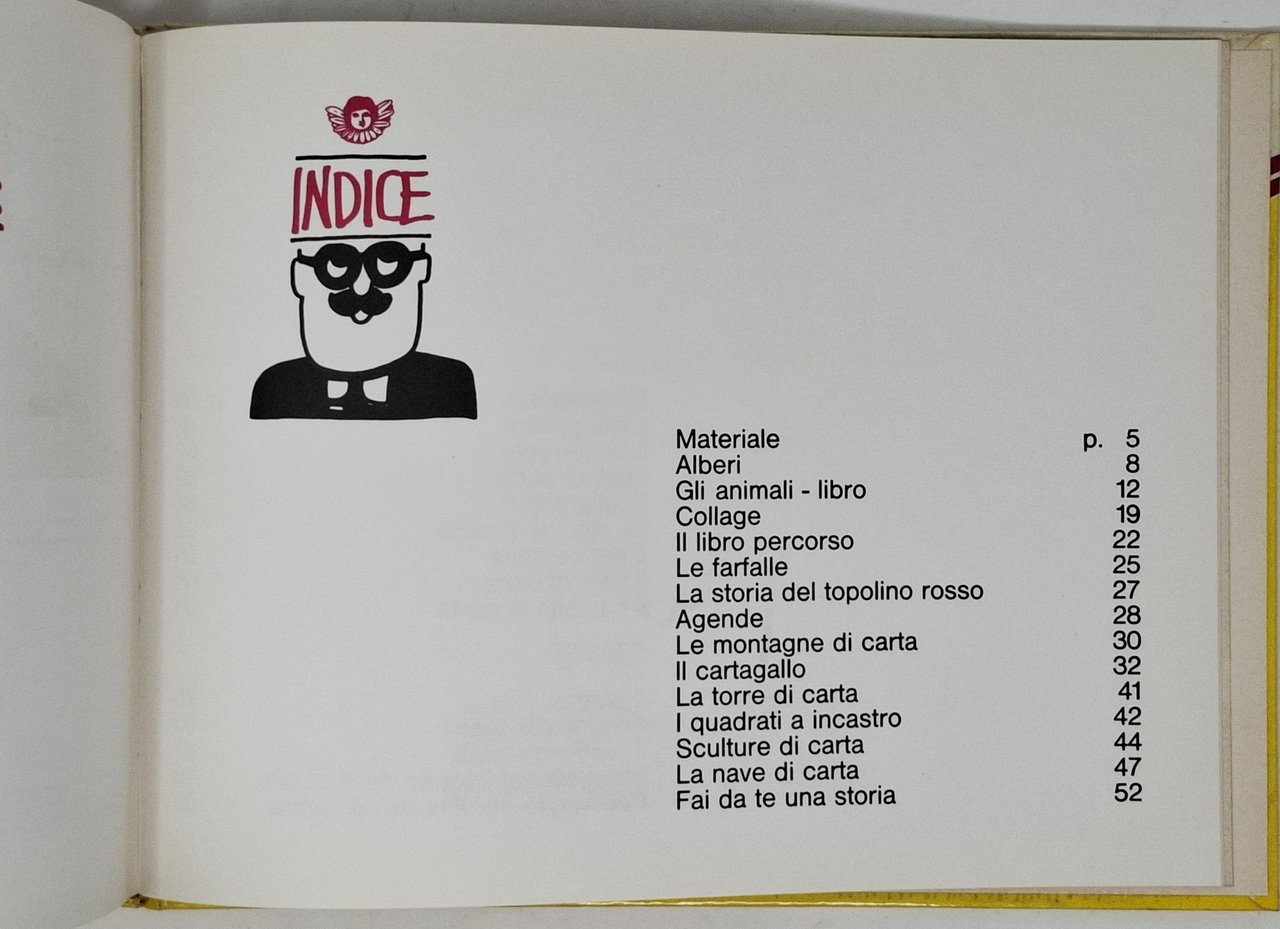 INDICE
Materiale p. 5
Alberi 8
Gli animali - libro 12
Collage 19
Il libro percorso 22
Le farfalle 25
La storia del topolino rosso 27
Agende 28
Le montagne di carta 30
Il cartagallo 32
La torre di carta 41
I quadrati a incastro 42
Sculture di carta 44
La nave di carta 47
Fai da te una storia 52